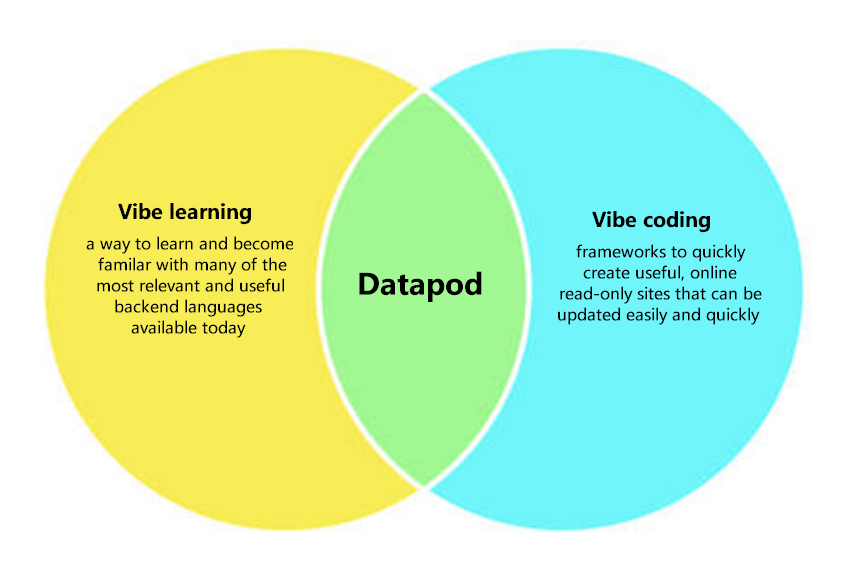 Vibe learning
a way to learn and become
familar with many of the
most relevant and useful
backend languages
available today
Datapod
Vibe coding
frameworks to quickly
create useful, online
read-only sites that can be
updated easily and quickly